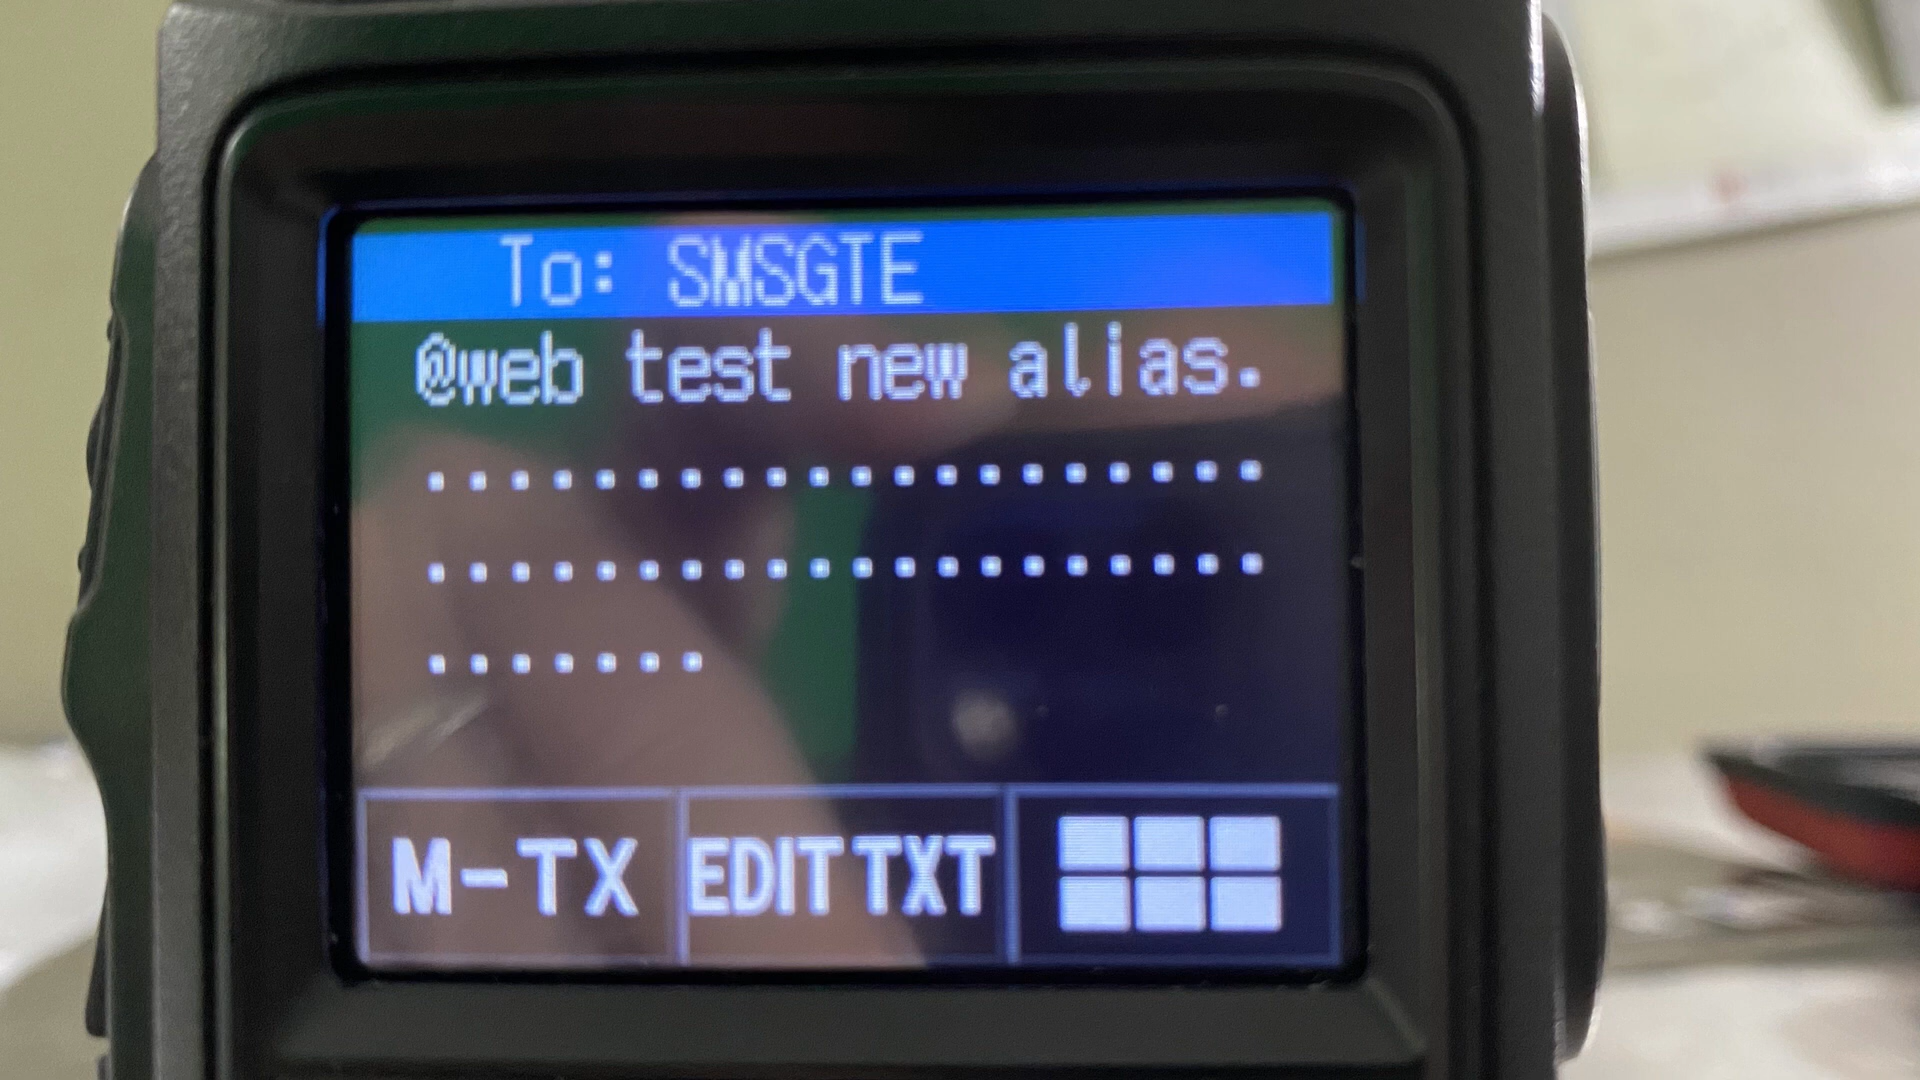 To: SMSGTE
@web test new alias.
....................
....................
.......
M-TX EDIT TXT